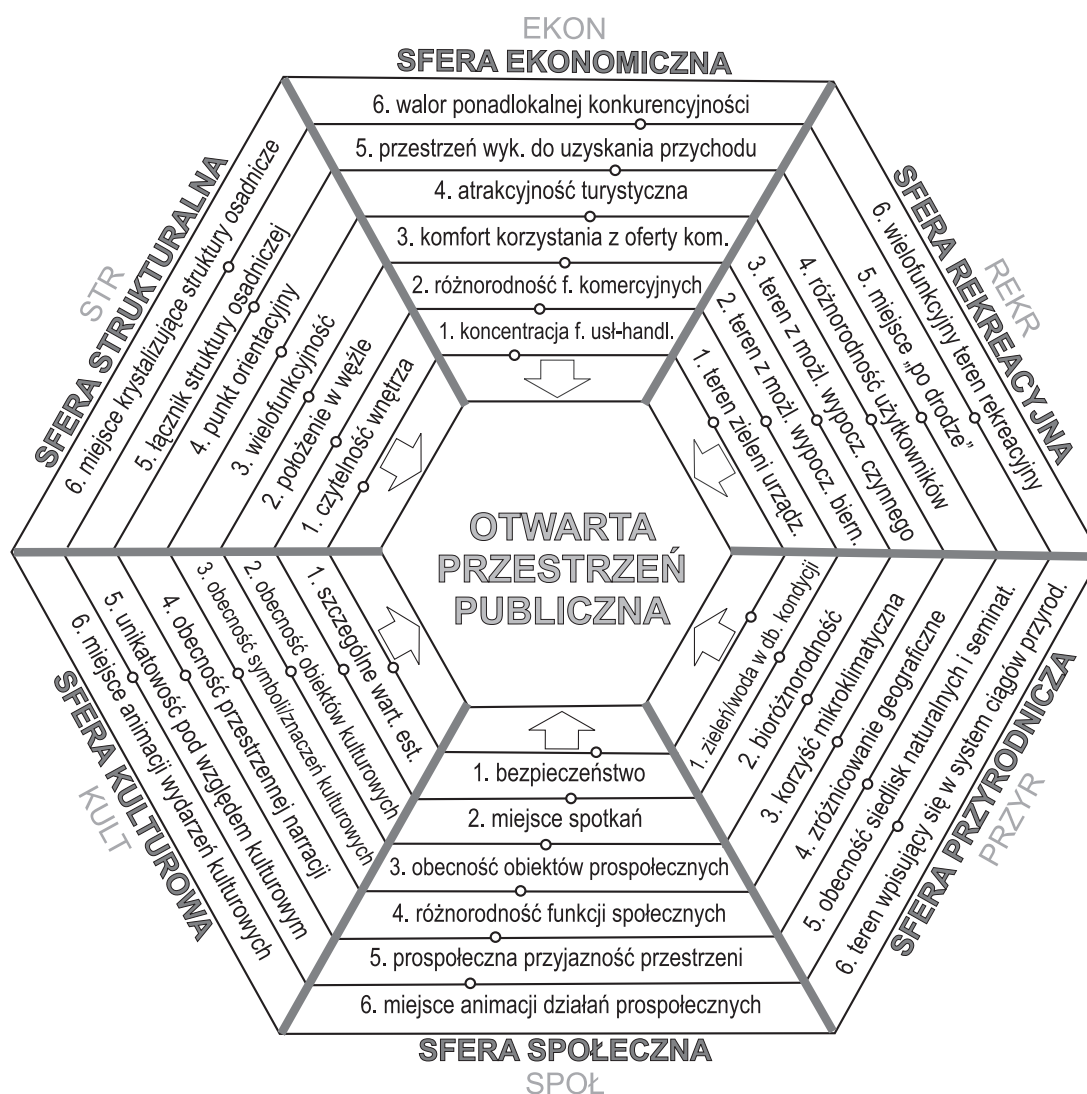 EKON
SFERA EKONOMICZNA
6. walor ponadlokalnej konkurencyjności
5. przestrzeń wyk. do uzyskania przychodu
4. atrakcyjność turystyczna
3. komfort korzystania z oferty kom.
2. różnorodność f. komercyjnych
1. koncentracja f. usł-handl.
REKR
SFERA REKREACYJNA
6. wielofunkcyjny teren rekreacyjny
5. miejsce „po drodze”
4. różnorodność użytkowników
3. teren z możl. wypocz. czynnego
2. teren z możl. wypocz. biern.
1. teren zieleni urządz.
STR
SFERA STRUKTURALNA
6. miejsce krystalizujące struktury osadnicze
5. łącznik struktury osadniczej
4. punkt orientacyjny
3. wielofunkcyjność
2. położenie w węźle
1. czytelność wnętrza
OTWARTA
PRZESTRZEŃ
PUBLICZNA
1. szczególne wart. est.
2. obecność obiektów kulturowych
3. obecność symboli/znaczeń kulturowych
4. obecność przestrzennej narracji
5. unikatowość pod względem kulturowym
6. miejsce animacji wydarzeń kulturowych
SFERA KULTUROWA
KULT
1. zieleń/woda w db. kondycji
2. bioróżnorodność
3. korzyść mikroklimatyczna
4. zróżnicowanie geograficzne
5. obecność siedlisk naturalnych i seminat.
6. teren wpisujący się w system ciągów przyrod.
SFERA PRZYRODNICZA
PRZYR
1. bezpieczeństwo
2. miejsce spotkań
3. obecność obiektów prospołecznych
4. różnorodność funkcji społecznych
5. prospołeczna przyjazność przestrzeni
6. miejsce animacji działań prospołecznych
SFERA SPOŁECZNA
SPOŁ